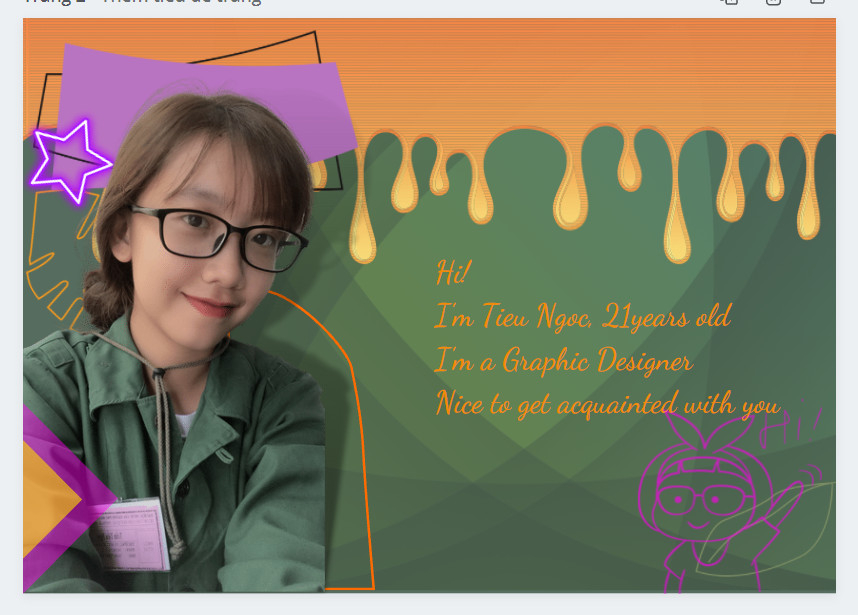 Hi!
I'm Tieu Ngoc, 21years old
I'm a Graphic Designer
Nice to get acquainted with you
Hi!